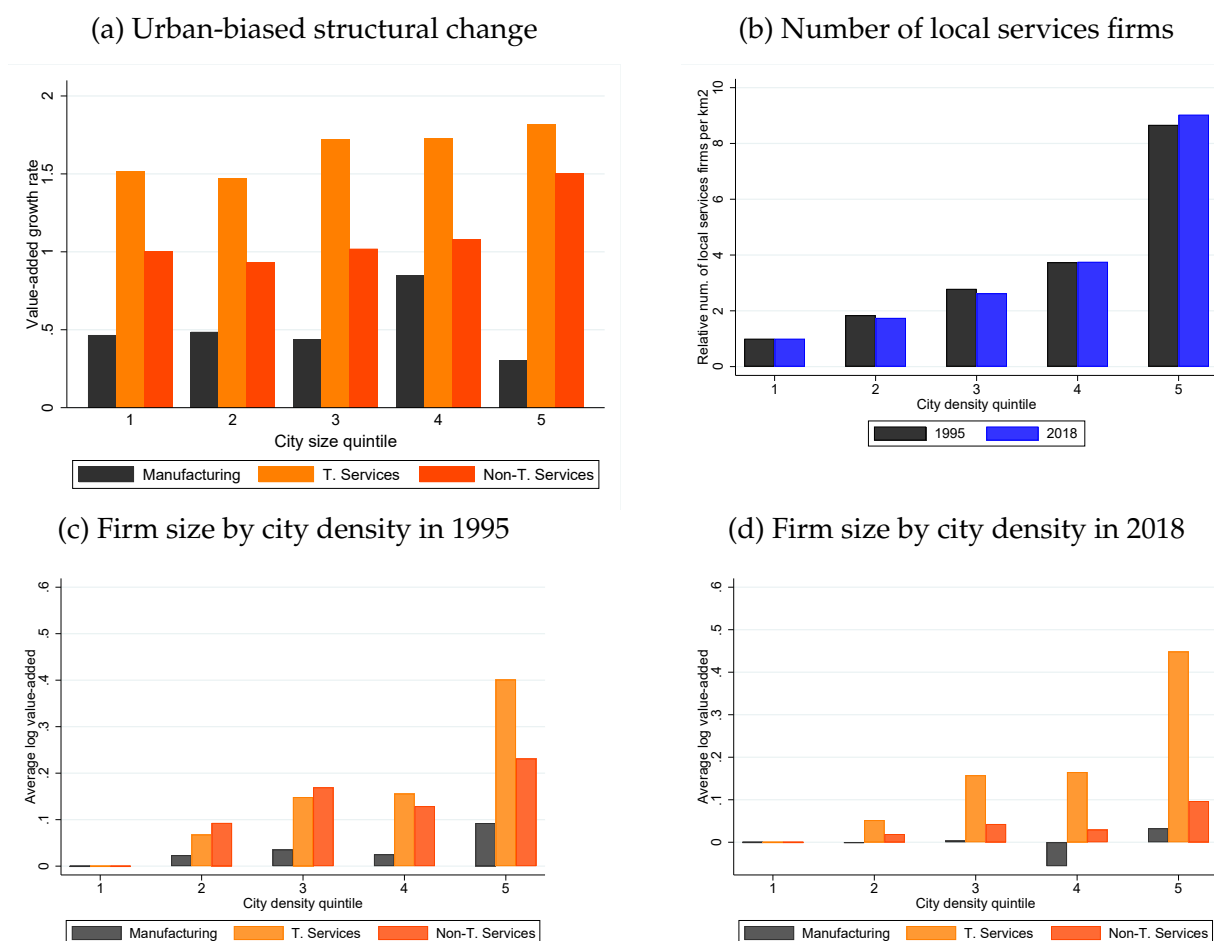 (a) Urban-biased structural change
Value-added growth rate
2
1.5
1
.5
0
1 2 3 4 5
City size quintile
Manufacturing T. Services Non-T. Services
(b) Number of local services firms
Relative num. of local services firms per km2
10
8
6
4
2
0
1 2 3 4 5
City density quintile
1995 2018
(c) Firm size by city density in 1995
Average log value-added
.6
.5
.4
.3
.2
.1
0
1 2 3 4 5
City density quintile
Manufacturing T. Services Non-T. Services
(d) Firm size by city density in 2018
Average log value-added
.6
.5
.4
.3
.2
.1
0
1 2 3 4 5
City density quintile
Manufacturing T. Services Non-T. Services